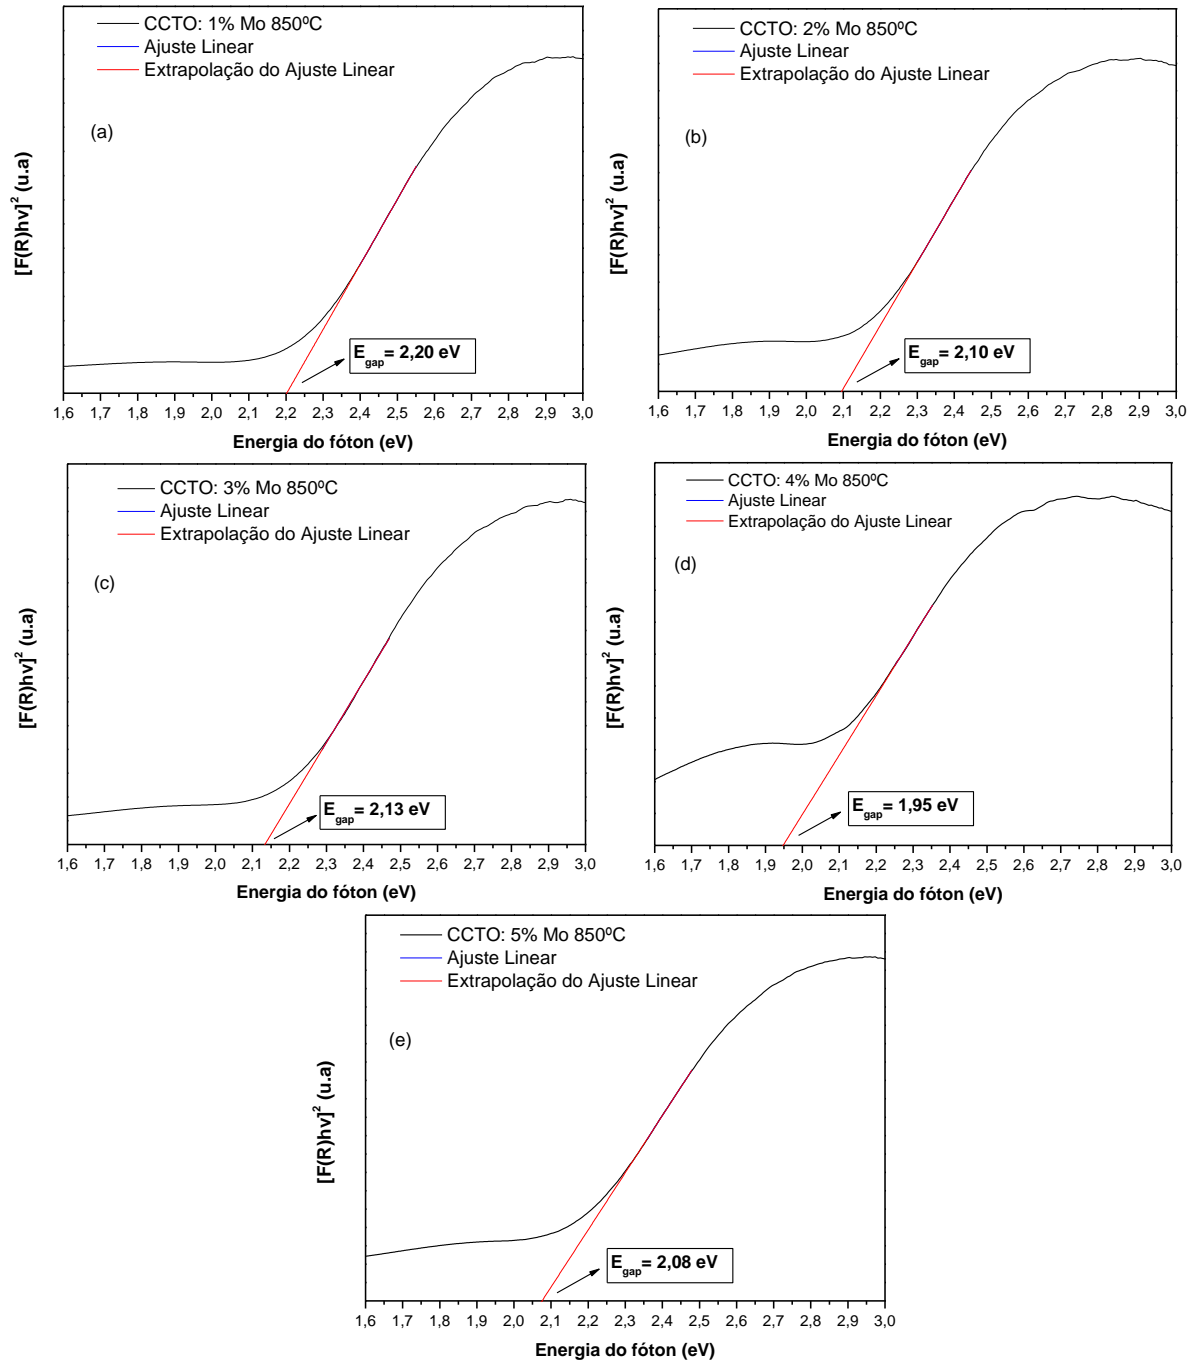 CCTO: 1% Mo 850ºC
Ajuste Linear
Extrapolação do Ajuste Linear
(a)
[F(R)hv]² (u.a)
E_gap= 2,20 eV
1,6 1,7 1,8 1,9 2,0 2,1 2,2 2,3 2,4 2,5 2,6 2,7 2,8 2,9 3,0
Energia do fóton (eV)
CCTO: 2% Mo 850ºC
Ajuste Linear
Extrapolação do Ajuste Linear
(b)
[F(R)hv]² (u.a)
E_gap= 2,10 eV
1,6 1,7 1,8 1,9 2,0 2,1 2,2 2,3 2,4 2,5 2,6 2,7 2,8 2,9 3,0
Energia do fóton (eV)
CCTO: 3% Mo 850ºC
Ajuste Linear
Extrapolação do Ajuste Linear
(c)
[F(R)hv]² (u.a)
E_gap= 2,13 eV
1,6 1,7 1,8 1,9 2,0 2,1 2,2 2,3 2,4 2,5 2,6 2,7 2,8 2,9 3,0
Energia do fóton (eV)
CCTO: 4% Mo 850ºC
Ajuste Linear
Extrapolação do Ajuste Linear
(d)
[F(R)hv]² (u.a)
E_gap= 1,95 eV
1,6 1,7 1,8 1,9 2,0 2,1 2,2 2,3 2,4 2,5 2,6 2,7 2,8 2,9 3,0
Energia do fóton (eV)
CCTO: 5% Mo 850ºC
Ajuste Linear
Extrapolação do Ajuste Linear
(e)
[F(R)hv]² (u.a)
E_gap= 2,08 eV
1,6 1,7 1,8 1,9 2,0 2,1 2,2 2,3 2,4 2,5 2,6 2,7 2,8 2,9 3,0
Energia do fóton (eV)